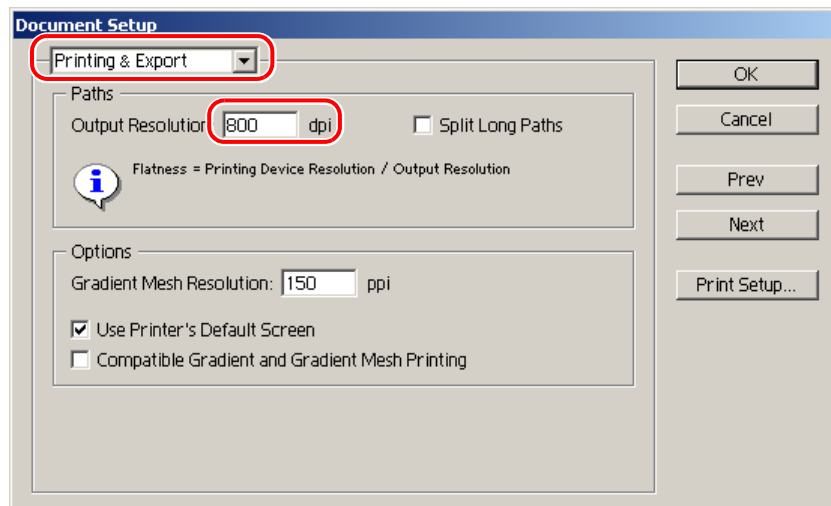 Document Setup
Printing & Export
Paths
Output Resolution 800 dpi
Split Long Paths
Flatness = Printing Device Resolution / Output Resolution
Options
Gradient Mesh Resolution: 150 ppi
Use Printer's Default Screen
Compatible Gradient and Gradient Mesh Printing
OK
Cancel
Prev
Next
Print Setup...